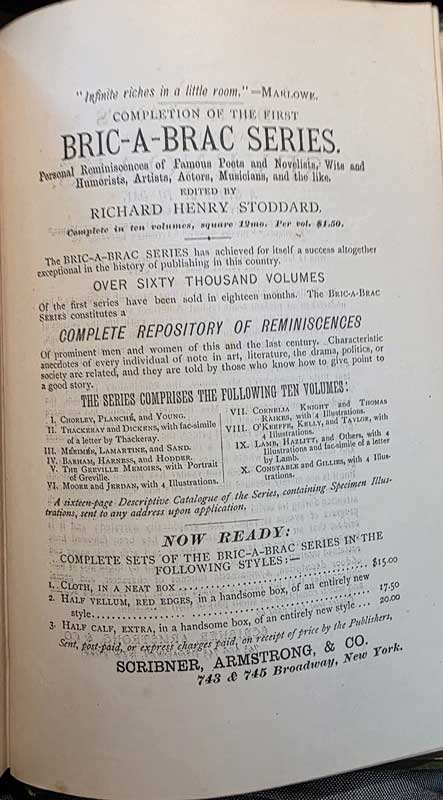 "Infinite riches in a little room."—MARLOWE.
COMPLETION OF THE FIRST
BRIC-A-BRAC SERIES.
Personal Reminiscences of Famous Poets and Novelists, Wits and
Humorists, Artists, Actors, Musicians, and the like.
EDITED BY
RICHARD HENRY STODDARD.
Complete in ten volumes, square 12mo. Per vol. $1.50.
The BRIC-A-BRAC SERIES has achieved for itself a success altogether
exceptional in the history of publishing in this country.
OVER SIXTY THOUSAND VOLUMES
Of the first series have been sold in eighteen months. The BRIC-A-BRAC
SERIES constitutes a
COMPLETE REPOSITORY OF REMINISCENCES
Of prominent men and women of this and the last century. Characteristic
anecdotes of every individual of note in art, literature, the drama, politics, or
society are related, and they are told by those who know how to give point to
a good story.
THE SERIES COMPRISES THE FOLLOWING TEN VOLUMES:
I. CHORLEY, PLANCHÉ, and YOUNG.
II. THACKERAY and DICKENS, with fac-simile
of a letter by Thackeray.
III. MÉRIMÉE, LAMARTINE, and SAND.
IV. BARHAM, HARNESS, and HODDER.
V. THE GREVILLE MEMOIRS, with Portrait
of Greville.
VI. MOORE and JERDAN, with 4 Illustrations.
VII. CORNELIA KNIGHT and THOMAS
RAIKES, with 4 Illustrations.
VIII. O'KEEFFE, KELLY, and TAYLOR, with
4 Illustrations.
IX. LAMB, HAZLITT, and Others, with 4
Illustrations and fac-simile of a letter
by Lamb.
X. CONSTABLE and GILLIES, with 4 Illus-
trations.
A sixteen-page Descriptive Catalogue of the Series, containing Specimen Illus-
trations, sent to any address upon application.
NOW READY:
COMPLETE SETS OF THE BRIC-A-BRAC SERIES IN THE
FOLLOWING STYLES:—
1. CLOTH, IN A NEAT BOX .......... $15.00
2. HALF VELLUM, RED EDGES, in a handsome box, of an entirely new
style .......... 17.50
3. HALF CALF, EXTRA, in a handsome box, of an entirely new style ... 20.00
Sent, post-paid, or express charges paid, on receipt of price by the Publishers,
SCRIBNER, ARMSTRONG, & CO.
743 & 745 Broadway, New York.